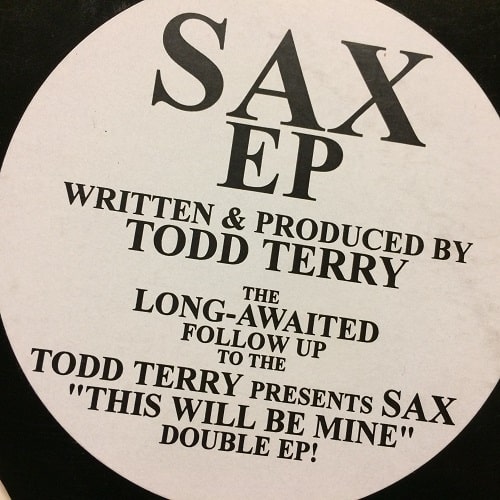 SAX
EP
WRITTEN & PRODUCED BY
TODD TERRY
THE
LONG-AWAITED
FOLLOW UP
TO THE
TODD TERRY PRESENTS SAX
"THIS WILL BE MINE"
DOUBLE EP!